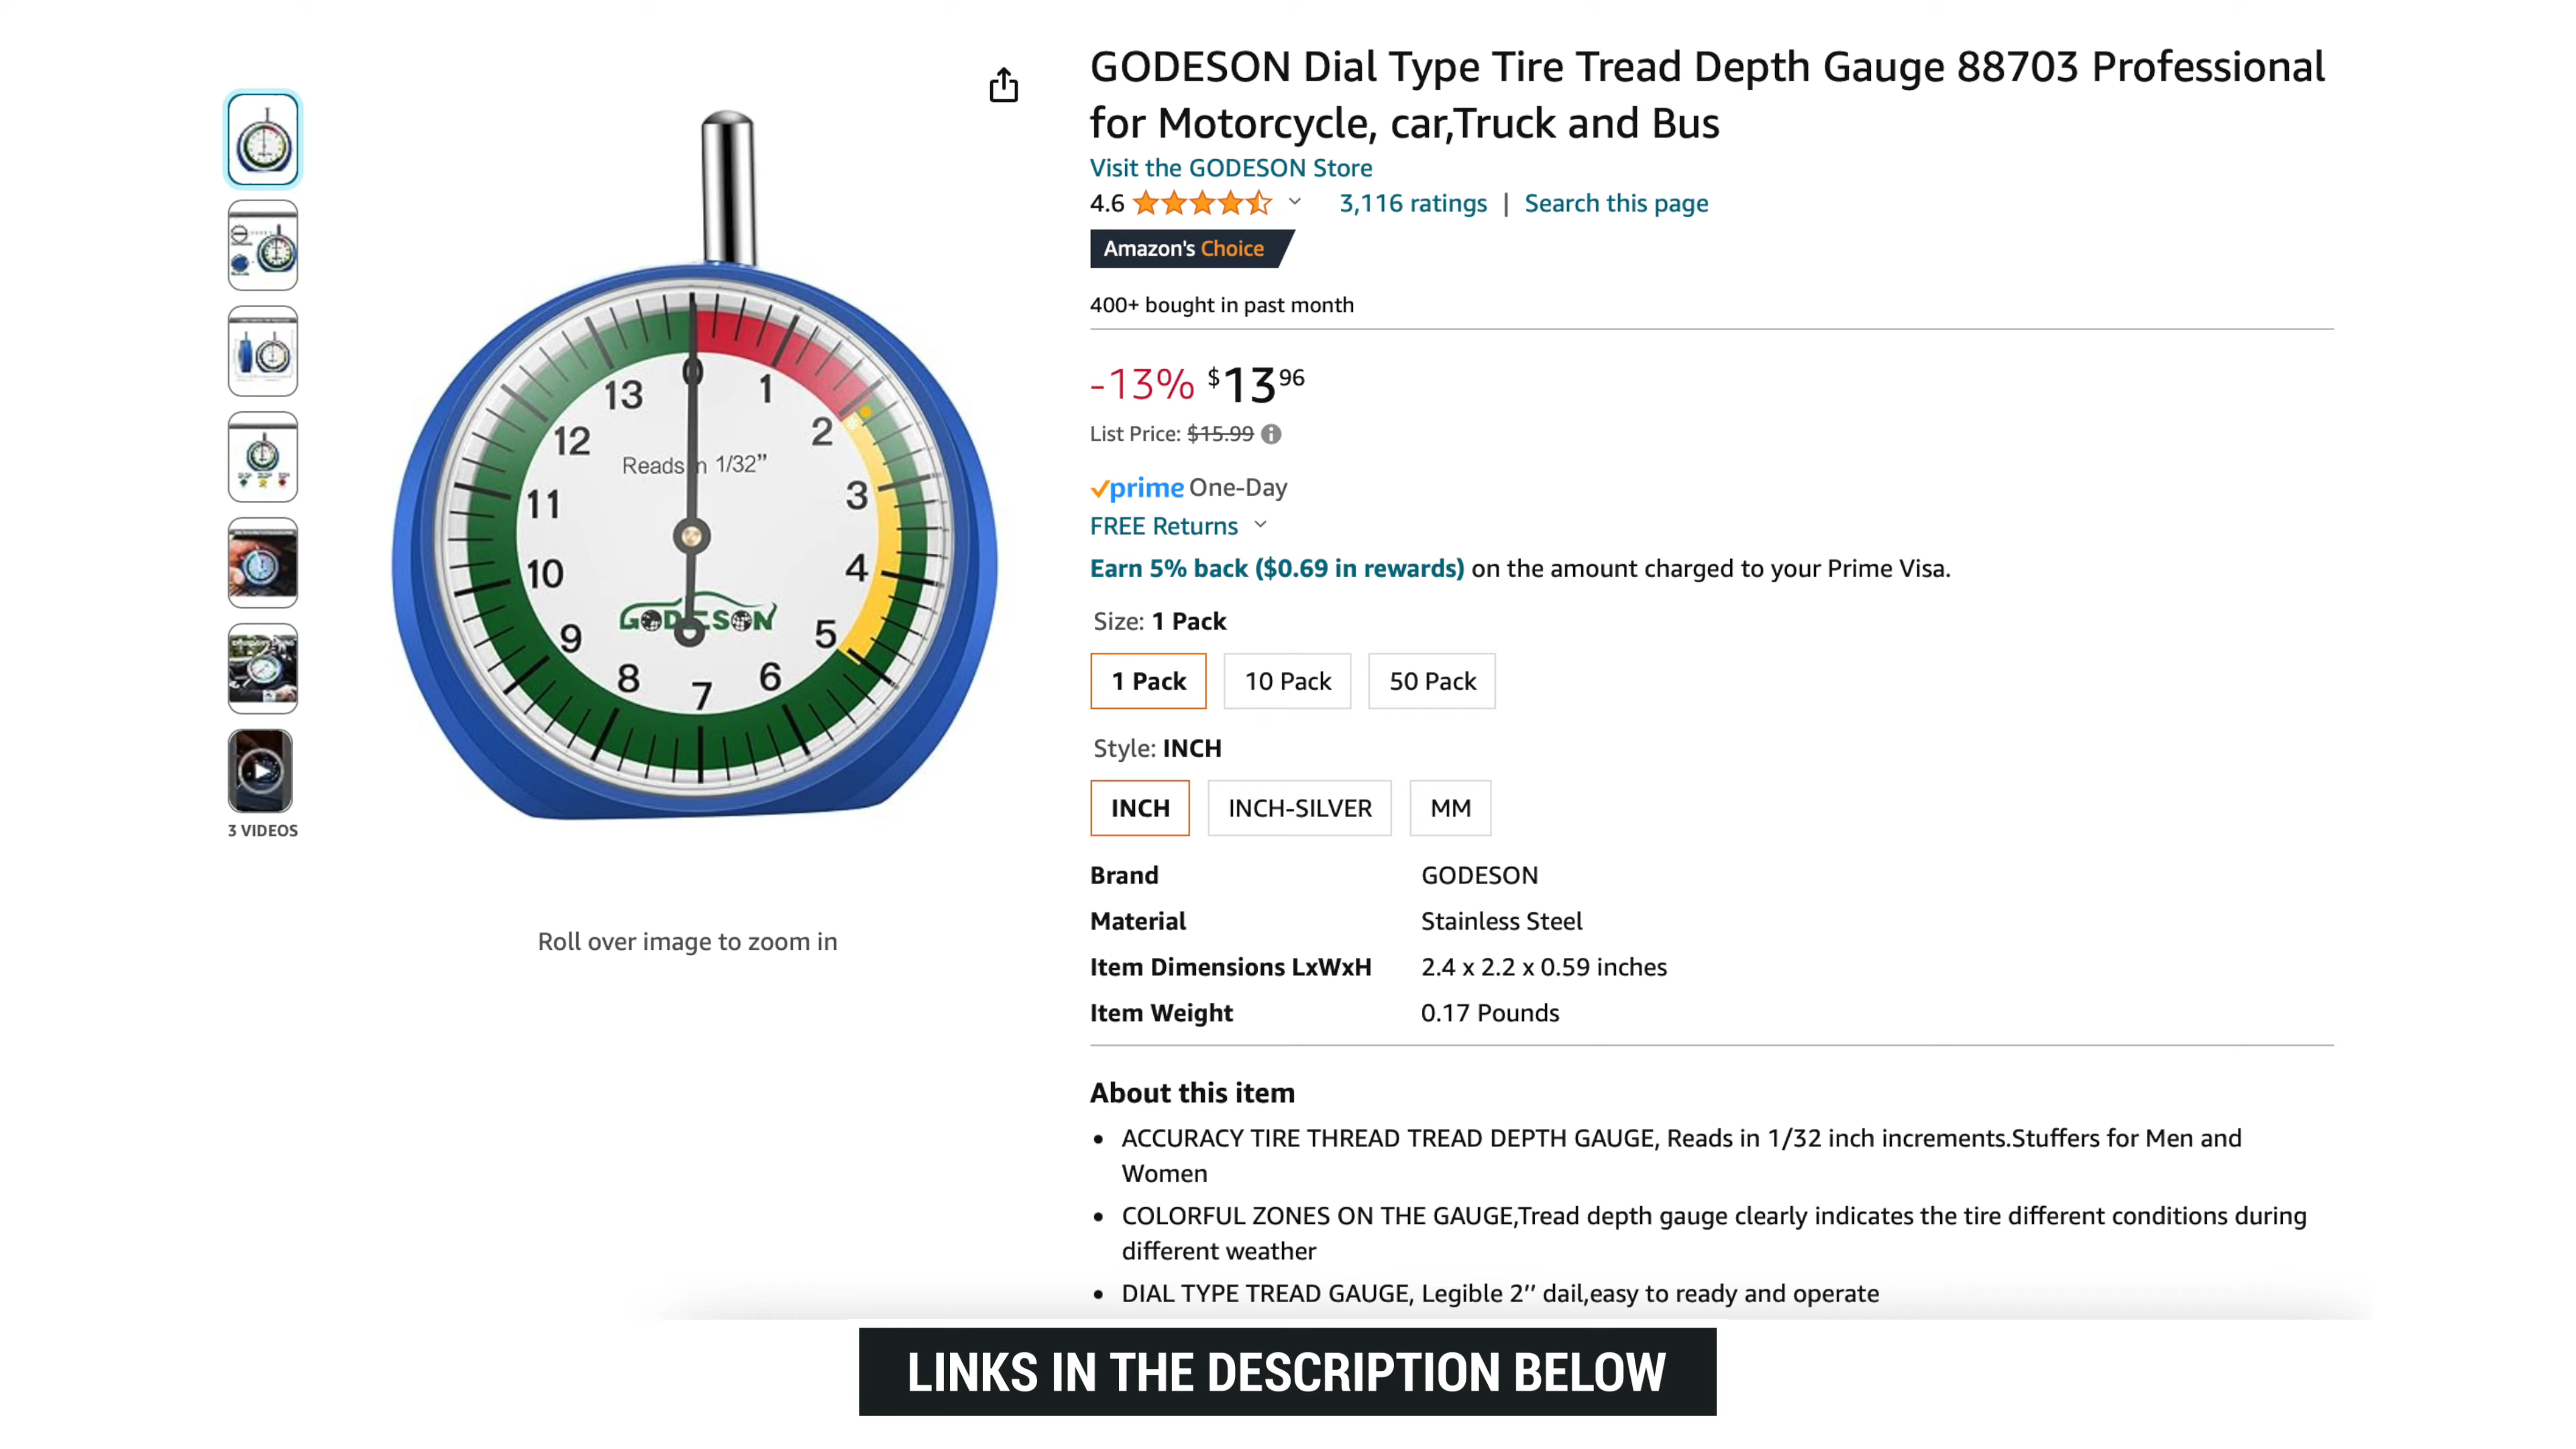 GODESON Dial Type Tire Tread Depth Gauge 88703 Professional
for Motorcycle, car,Truck and Bus
Visit the GODESON Store
4.6
3,116 ratings | Search this page
Amazon's Choice
400+ bought in past month
-13% $13 96
List Price: $15.99
prime One-Day
FREE Returns
Earn 5% back ($0.69 in rewards) on the amount charged to your Prime Visa.
Size: 1 Pack
1 Pack
10 Pack
50 Pack
Style: INCH
INCH
INCH-SILVER
MM
Brand GODESON
Material Stainless Steel
Item Dimensions LxWxH 2.4 x 2.2 x 0.59 inches
Item Weight 0.17 Pounds
About this item
• ACCURACY TIRE THREAD TREAD DEPTH GAUGE, Reads in 1/32 inch increments.Stuffers for Men and
Women
• COLORFUL ZONES ON THE GAUGE,Tread depth gauge clearly indicates the tire different conditions during
different weather
• DIAL TYPE TREAD GAUGE, Legible 2'' dail,easy to ready and operate
0
1
2
3
4
5
6
7
8
9
10
11
12
13
Reads in 1/32”
GODESON
3 VIDEOS
Roll over image to zoom in
LINKS IN THE DESCRIPTION BELOW